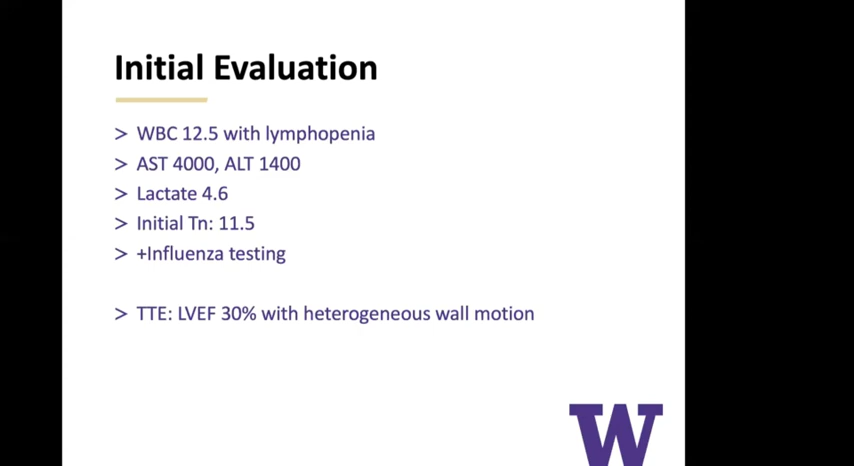 Initial Evaluation
> WBC 12.5 with lymphopenia
> AST 4000, ALT 1400
> Lactate 4.6
> Initial Tn: 11.5
> +Influenza testing
> TTE: LVEF 30% with heterogeneous wall motion
W